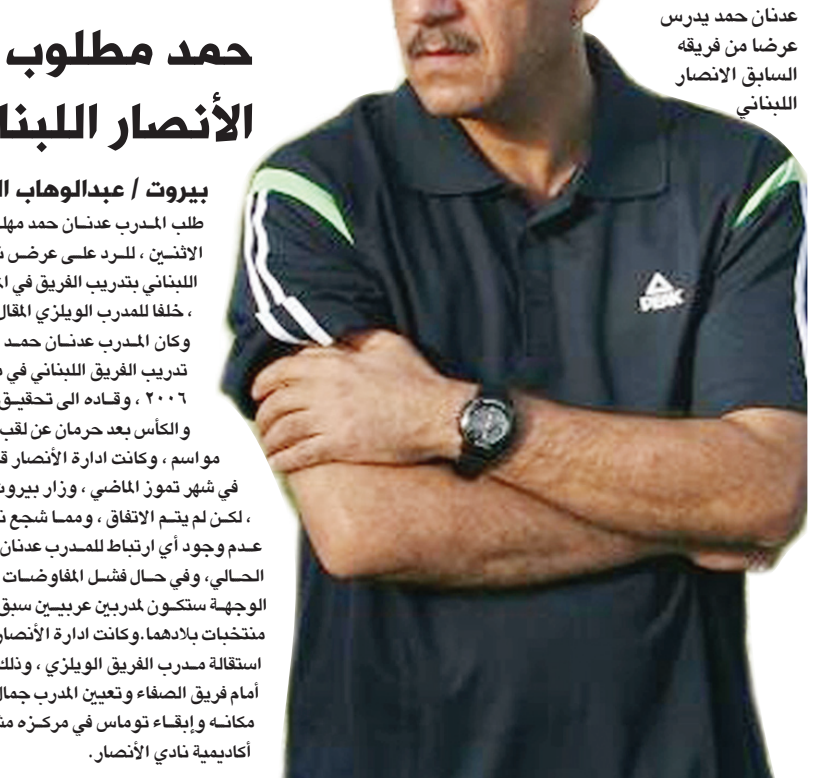 عدنان حمد يدرس
عرضا من فريقه
السابق الانصار
اللبناني
حمد مطلوب
الأنصار
بيروت / عبدالوهاب
طلب المدرب عدنان حمد
الاثنين ، للرد على عرض
اللبناني بتدريب الفريق في
، خلفا للمدرب الويلزي المقال
وكان المدرب عدنان حمد
تدريب الفريق اللبناني في
٢٠٠٦ ، وقاده الى تحقيق
والكأس بعد حرمان عن لقب
مواسم ، وكانت ادارة الأنصار
في شهر تموز الماضي ، وزار
، لكن لم يتم الاتفاق ، ومما شجع
عدم وجود أي ارتباط للمدرب عدنان
الحالي، وفي حال فشل المفاوضات
الوجهة ستكون لمدربين عربيين سبق
منتخبات بلادهما.وكانت ادارة الأنصار
استقالة مدرب الفريق الويلزي ، وذلك
أمام فريق الصفاء وتعيين المدرب جمال
مكانه وإبقاء توماس في مركزه
أكاديمية نادي الأنصار.
PEAK